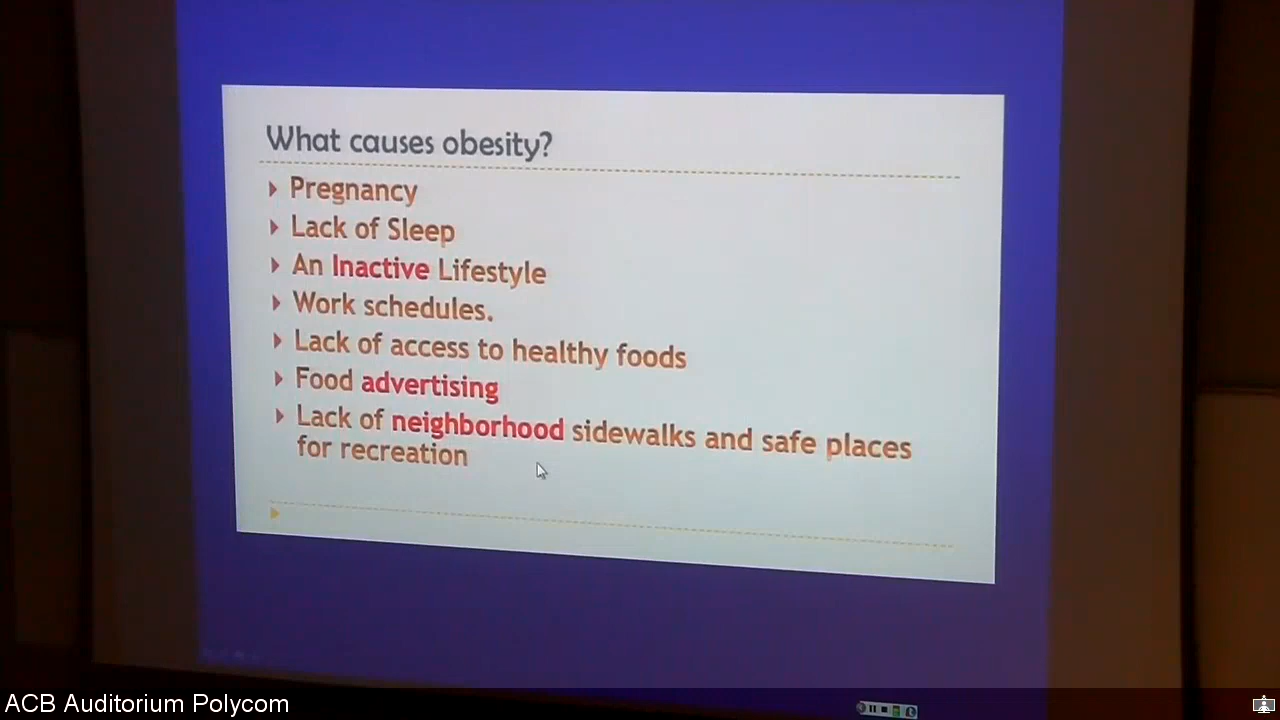 What causes obesity?
Pregnancy
Lack of Sleep
An Inactive Lifestyle
Work schedules.
Lack of access to healthy foods
Food advertising
Lack of neighborhood sidewalks and safe places
for recreation
ACB Auditorium Polycom